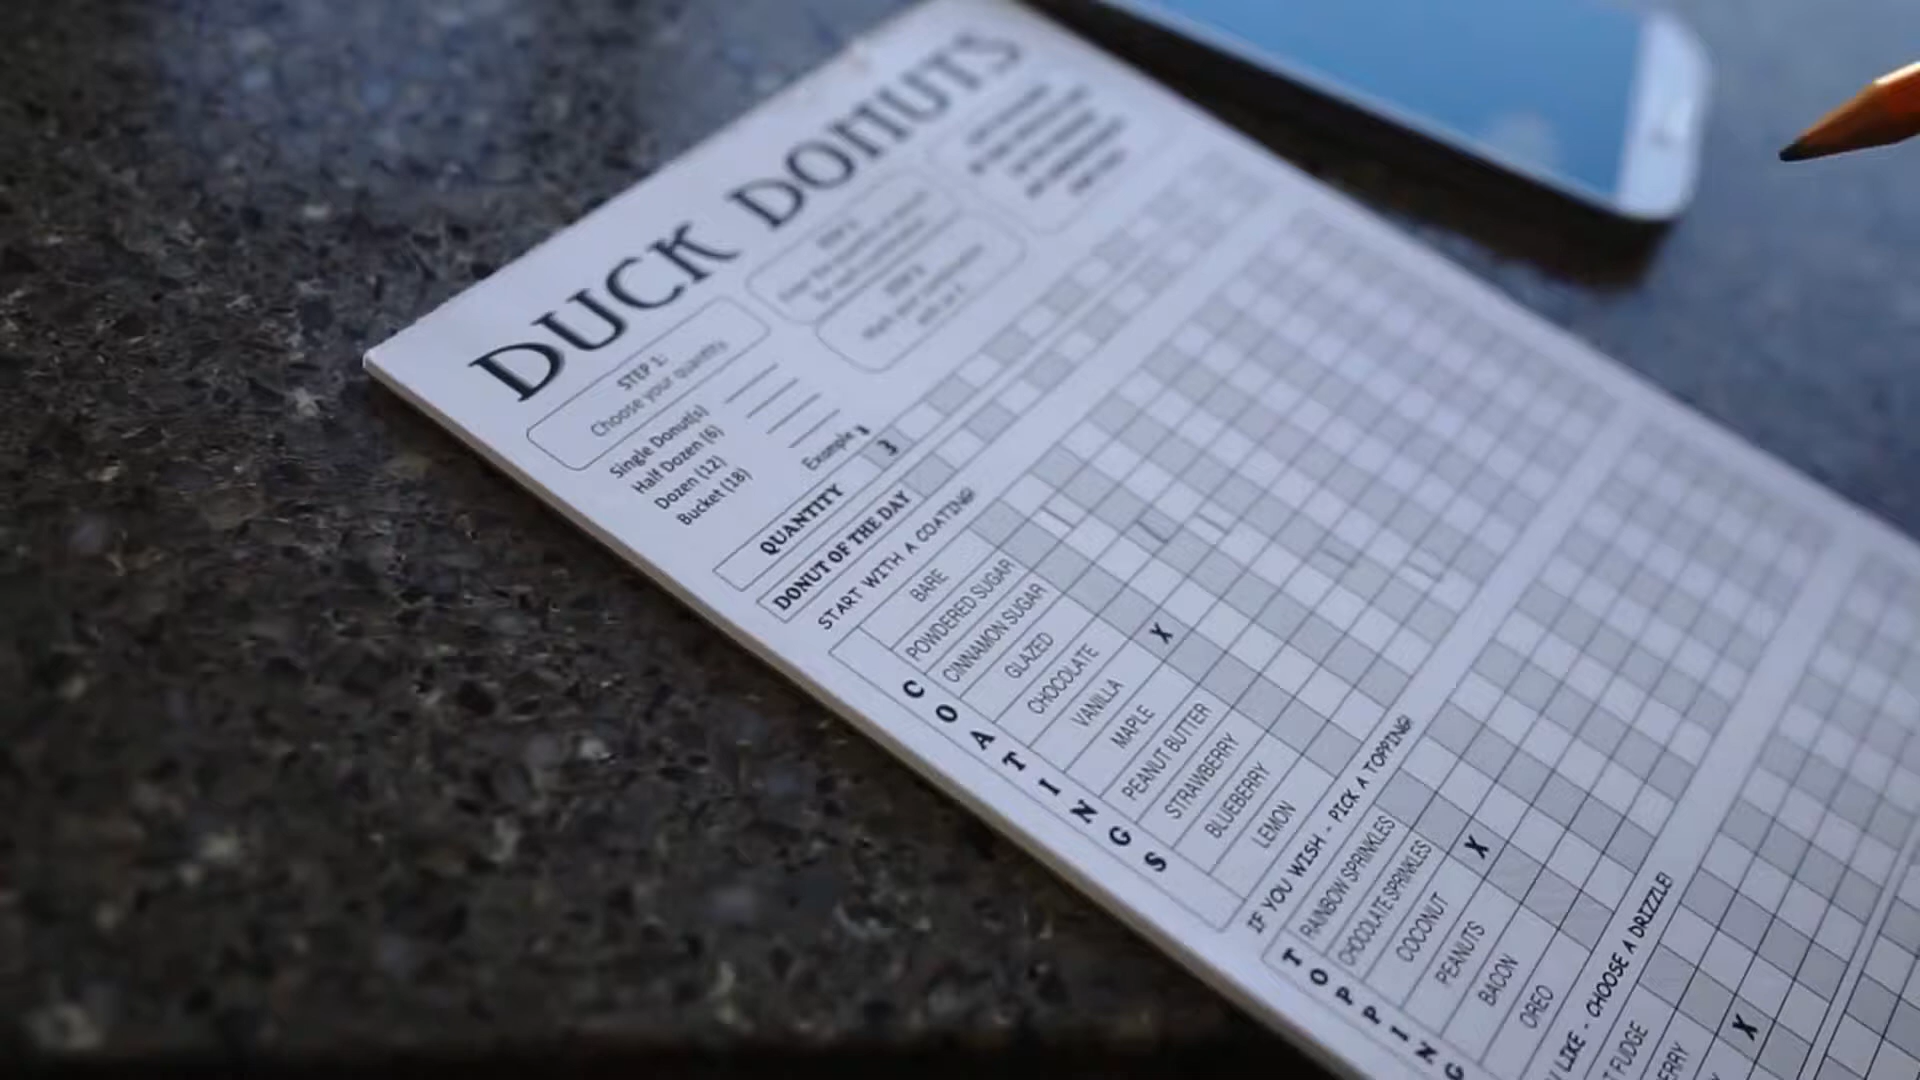 DUCK DONUTS
STEP 1:
Choose your quantity
Single Donut(s)
Half Dozen (6)
Dozen (12)
Bucket (18)
Example 3
QUANTITY 3
DONUT OF THE DAY
START WITH A COATING!
COATINGS
BARE
POWDERED SUGAR
CINNAMON SUGAR
GLAZED
CHOCOLATE X
VANILLA
MAPLE
PEANUT BUTTER
STRAWBERRY
BLUEBERRY
LEMON
IF YOU WISH - PICK A TOPPING!
TOPPING
RAINBOW SPRINKLES
CHOCOLATE SPRINKLES
COCONUT X
PEANUTS
BACON
OREO
LIKE - CHOOSE A DRIZZLE!
FUDGE
ERRY
X